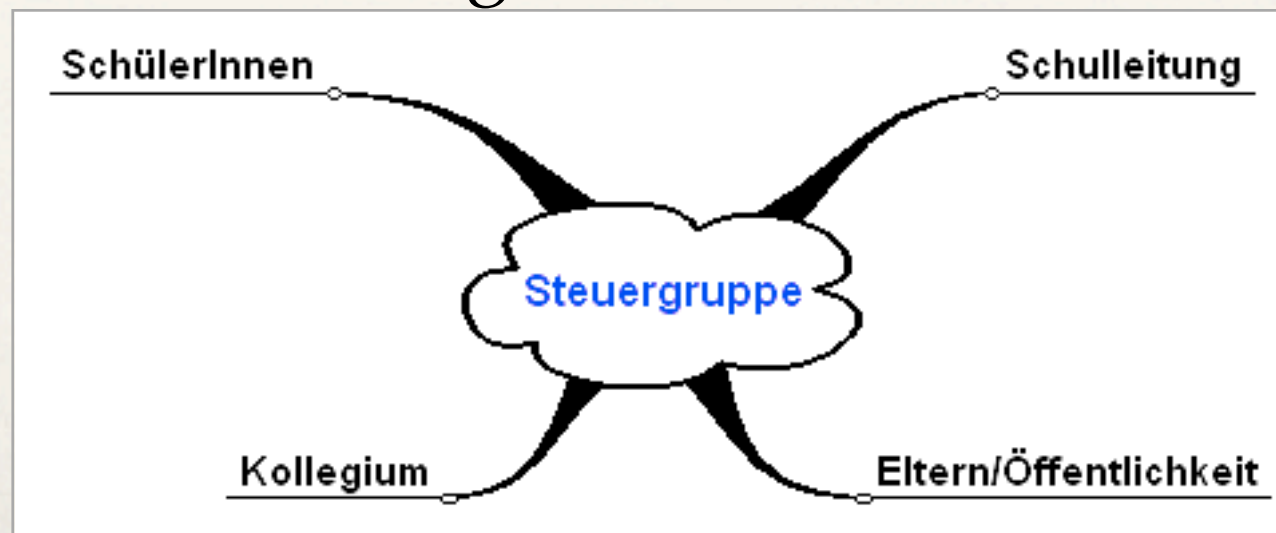 SchülerInnen
Schulleitung
Steuergruppe
Kollegium
Eltern/Öffentlichkeit